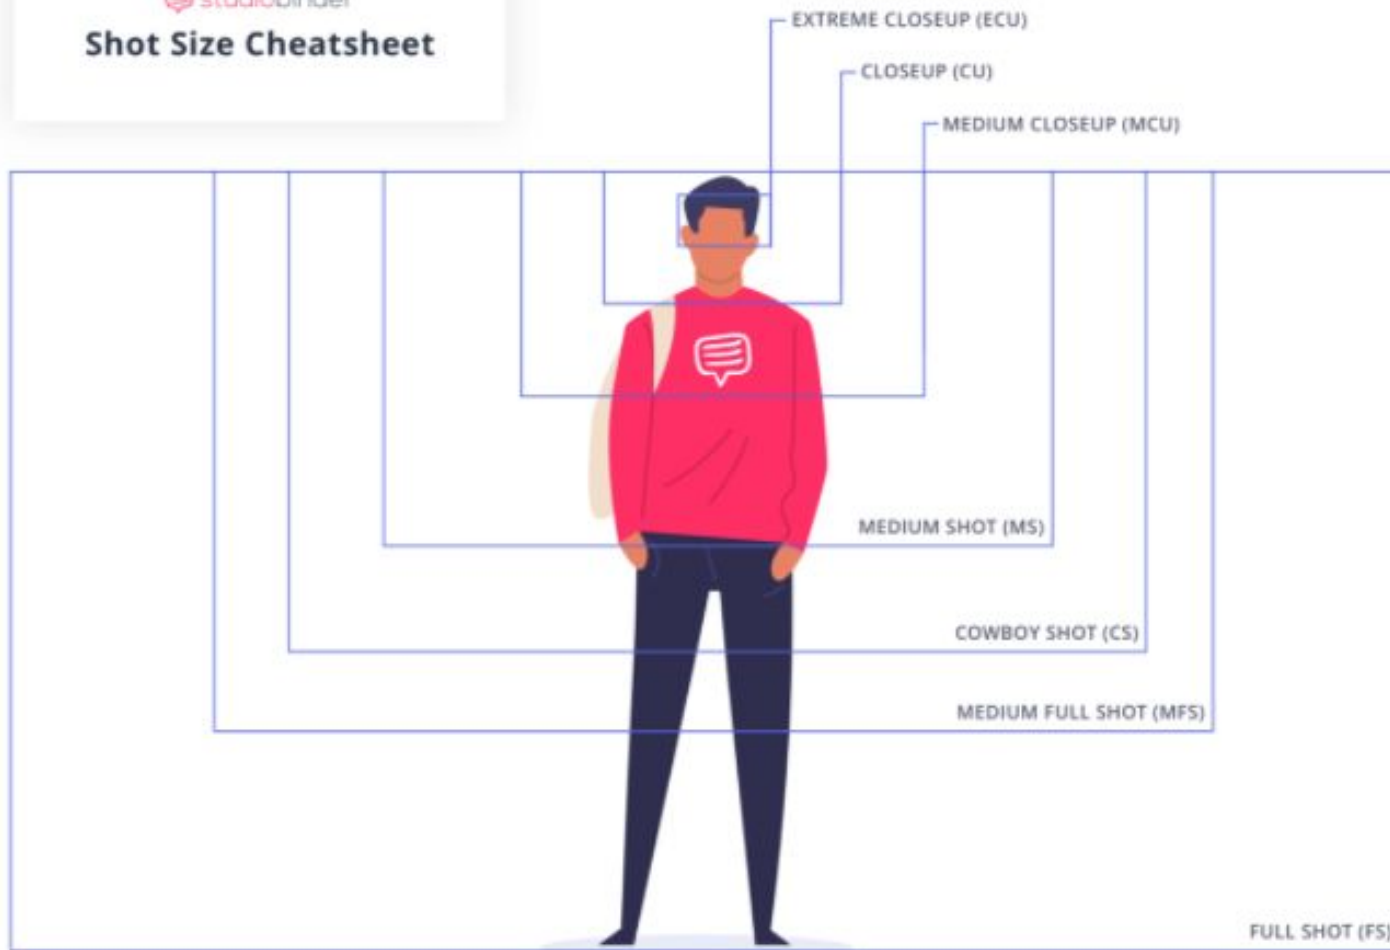 studiobinder
Shot Size Cheatsheet
EXTREME CLOSEUP (ECU)
CLOSEUP (CU)
MEDIUM CLOSEUP (MCU)
MEDIUM SHOT (MS)
COWBOY SHOT (CS)
MEDIUM FULL SHOT (MFS)
FULL SHOT (FS)